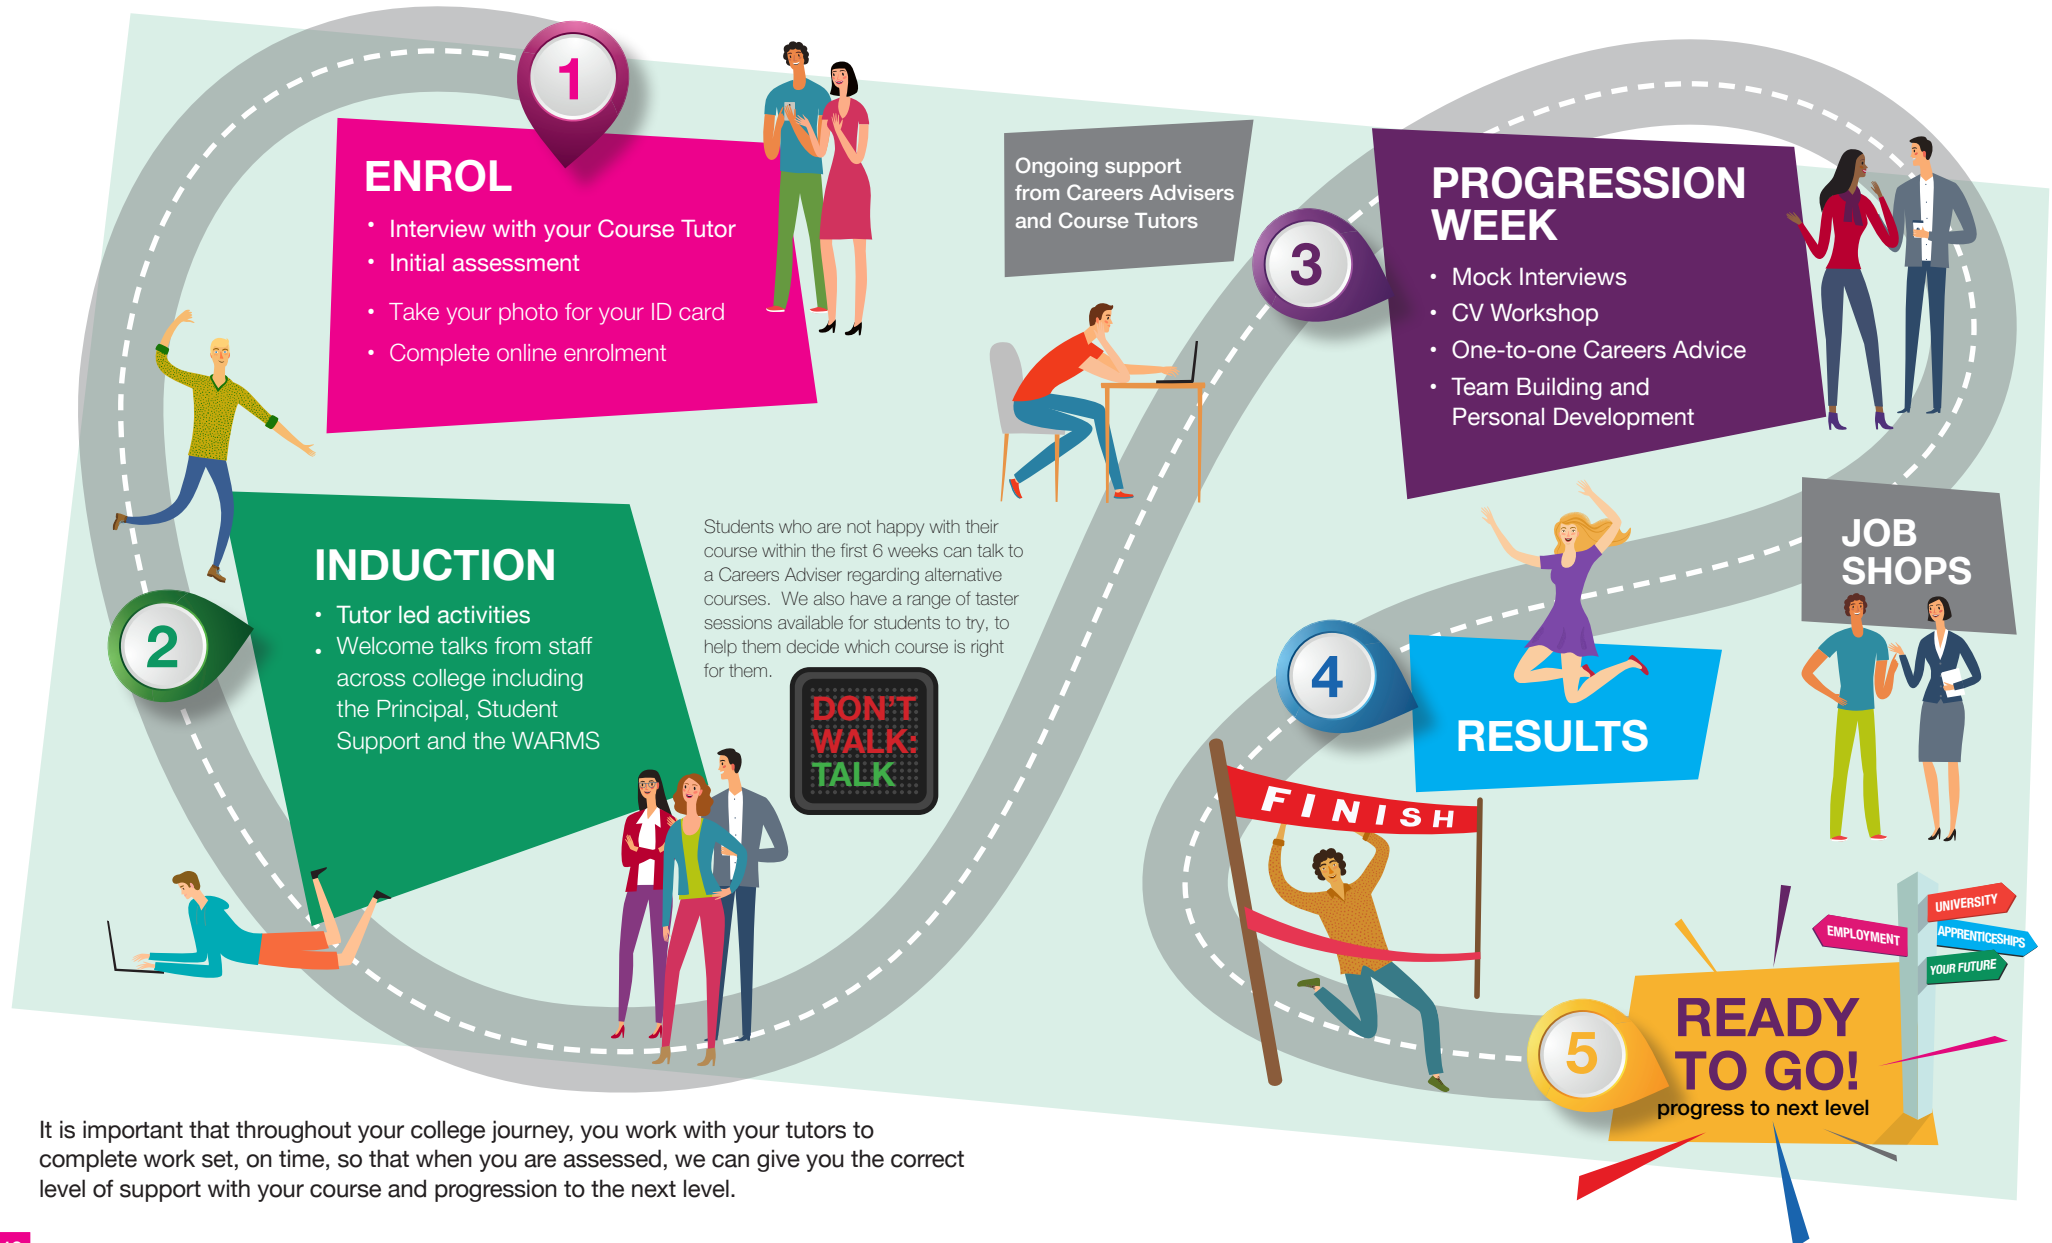 1
ENROL
• Interview with your Course Tutor
• Initial assessment
• Take your photo for your ID card
• Complete online enrolment
2
INDUCTION
• Tutor led activities
• Welcome talks from staff
across college including
the Principal, Student
Support and the WARMS
Students who are not happy with their
course within the first 6 weeks can talk to
a Careers Adviser regarding alternative
courses. We also have a range of taster
sessions available for students to try, to
help them decide which course is right
for them.
DON'T
WALK:
TALK
Ongoing support
from Careers Advisers
and Course Tutors
3
PROGRESSION
WEEK
• Mock Interviews
• CV Workshop
• One-to-one Careers Advice
• Team Building and
Personal Development
JOB
SHOPS
4
RESULTS
FINISH
5
READY
TO GO!
progress to next level
UNIVERSITY
EMPLOYMENT
APPRENTICESHIPS
YOUR FUTURE
It is important that throughout your college journey, you work with your tutors to
complete work set, on time, so that when you are assessed, we can give you the correct
level of support with your course and progression to the next level.